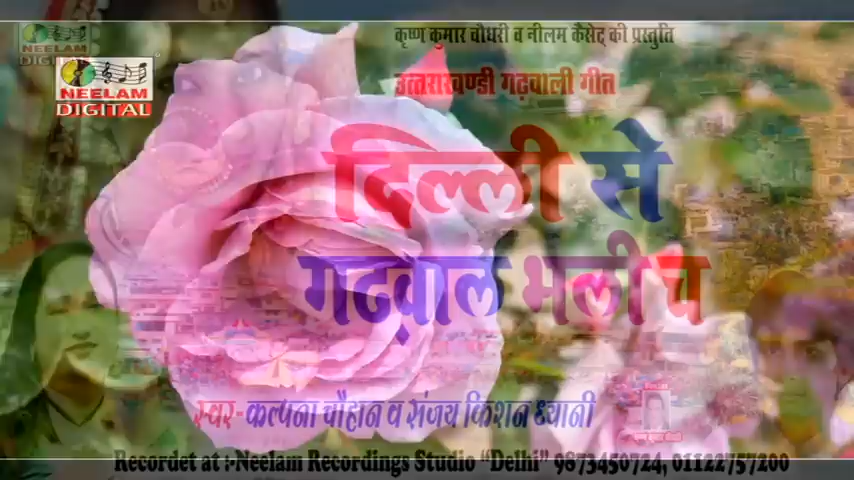 NEELAM
DIGITAL
NEELAM
DIGITAL
कृष्ण कुमार चौधरी व नीलम कैसेट् की प्रस्तुति
उत्तराखण्डी गढ़वाली गीत
दिल्ली से
गढ़वाल भली च
स्वर-कल्पना चौहान व संजय किशन ध्यानी
Recordet at :-Neelam Recordings Studio “Delhi” 9873450724, 01122757200